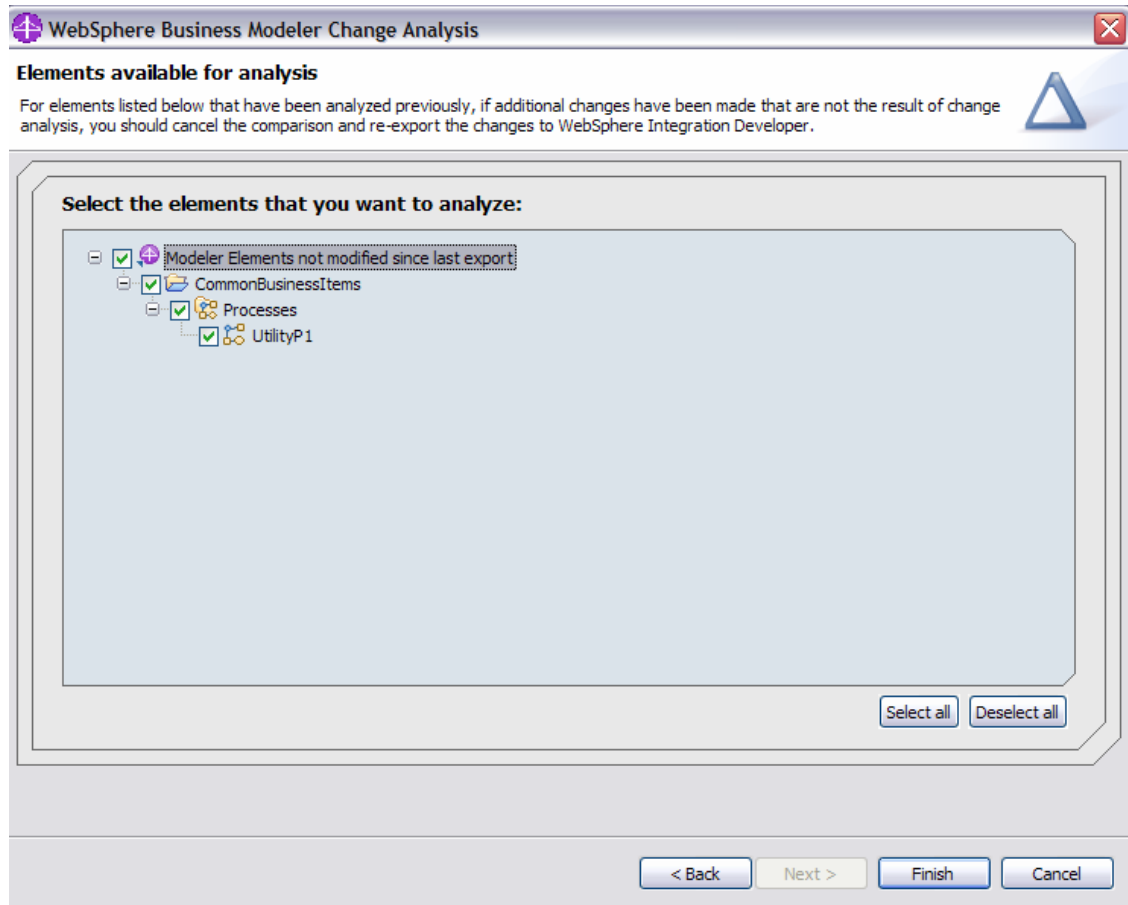 WebSphere Business Modeler Change Analysis
Elements available for analysis
For elements listed below that have been analyzed previously, if additional changes have been made that are not the result of change
analysis, you should cancel the comparison and re-export the changes to WebSphere Integration Developer.
Select the elements that you want to analyze:
Modeler Elements not modified since last export
CommonBusinessItems
Processes
UtilityP1
Select all Deselect all
< Back Next > Finish Cancel